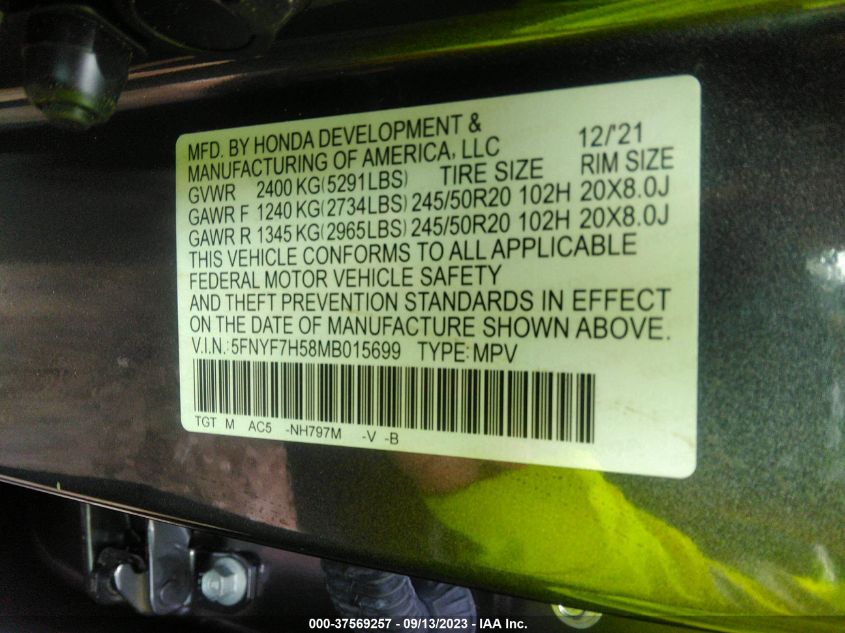 MFD. BY HONDA DEVELOPMENT & 12/'21
MANUFACTURING OF AMERICA, LLC
GVWR 2400 KG(5291LBS) TIRE SIZE RIM SIZE
GAWR F 1240 KG(2734LBS) 245/50R20 102H 20X8.0J
GAWR R 1345 KG(2965LBS) 245/50R20 102H 20X8.0J
THIS VEHICLE CONFORMS TO ALL APPLICABLE
FEDERAL MOTOR VEHICLE SAFETY
AND THEFT PREVENTION STANDARDS IN EFFECT
ON THE DATE OF MANUFACTURE SHOWN ABOVE.
V.I.N.: 5FNYF7H58MB015699 TYPE: MPV
TGT M AC5 -NH797M -V -B
000-37569257 - 09/13/2023 - IAA Inc.